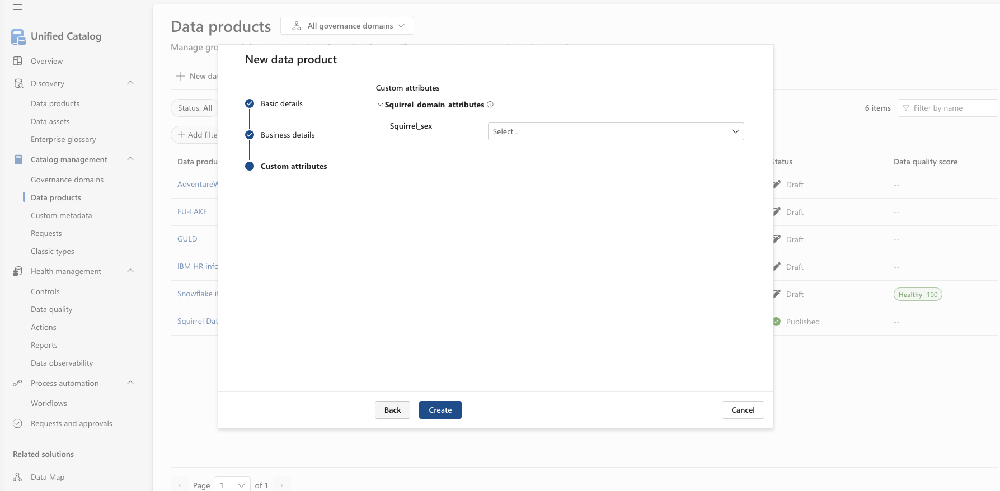 Unified Catalog
Overview
Discovery
Data products
Data assets
Enterprise glossary
Catalog management
Governance domains
Data products
Custom metadata
Requests
Classic types
Health management
Controls
Data quality
Actions
Reports
Data observability
Process automation
Workflows
Requests and approvals
Related solutions
Data Map
Data products
All governance domains
Manage gro
New dat
Status: All
6 items
Filter by name
Add filte
Data produ
Status
Data quality score
AdventureW
Draft
--
EU-LAKE
Draft
--
GULD
Draft
--
IBM HR info
Draft
--
Snowflake it
Draft
Healthy 100
Squirrel Dat
Published
--
Page 1 of 1
New data product
Basic details
Business details
Custom attributes
Custom attributes
Squirrel_domain_attributes
Squirrel_sex
Select...
Back
Create
Cancel